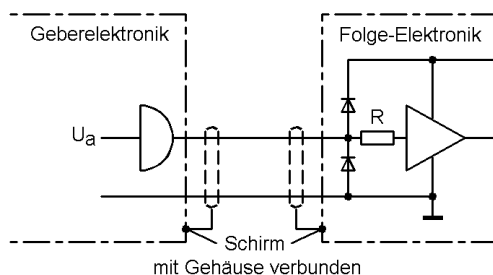 Geberelektronik
Folge-Elektronik
Ua
R
Schirm
mit Gehäuse verbunden